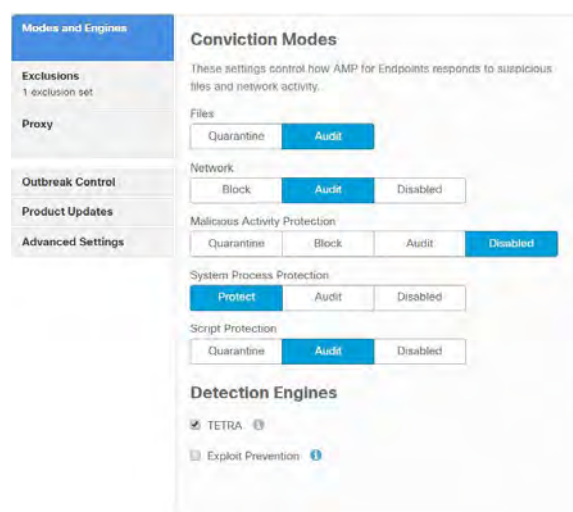 Modes and Engines
Exclusions
1 exclusion set
Proxy
Outbreak Control
Product Updates
Advanced Settings
Conviction Modes
These settings control how AMP for Endpoints responds to suspicious
files and network activity.
Files
Quarantine Audit
Network
Block Audit Disabled
Malicious Activity Protection
Quarantine Block Audit Disabled
System Process Protection
Protect Audit Disabled
Script Protection
Quarantine Audit Disabled
Detection Engines
TETRA
Exploit Prevention